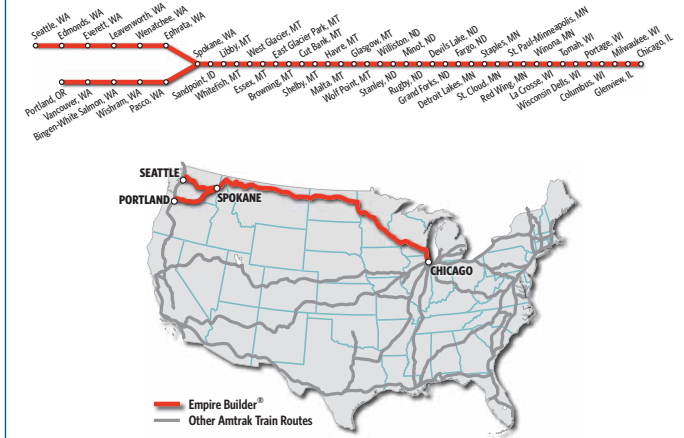 Seattle, WA
Edmonds, WA
Everett, WA
Leavenworth, WA
Wenatchee, WA
Ephrata, WA
Spokane, WA
Libby, MT
West Glacier, MT
East Glacier Park, MT
Cut Bank, MT
Havre, MT
Glasgow, MT
Williston, ND
Minot, ND
Devils Lake, ND
Fargo, ND
Staples, MN
St. Paul-Minneapolis, MN
Winona, MN
Tomah, WI
Portage, WI
Milwaukee, WI
Chicago, IL
Portland, OR
Vancouver, WA
Bingen-White Salmon, WA
Wishram, WA
Pasco, WA
Sandpoint, ID
Whitefish, MT
Essex, MT
Browning, MT
Shelby, MT
Malta, MT
Wolf Point, MT
Stanley, ND
Rugby, ND
Grand Forks, ND
Detroit Lakes, MN
St. Cloud, MN
Red Wing, MN
La Crosse, WI
Wisconsin Dells, WI
Columbus, WI
Glenview, IL
SEATTLE
PORTLAND
SPOKANE
CHICAGO
Empire Builder®
Other Amtrak Train Routes